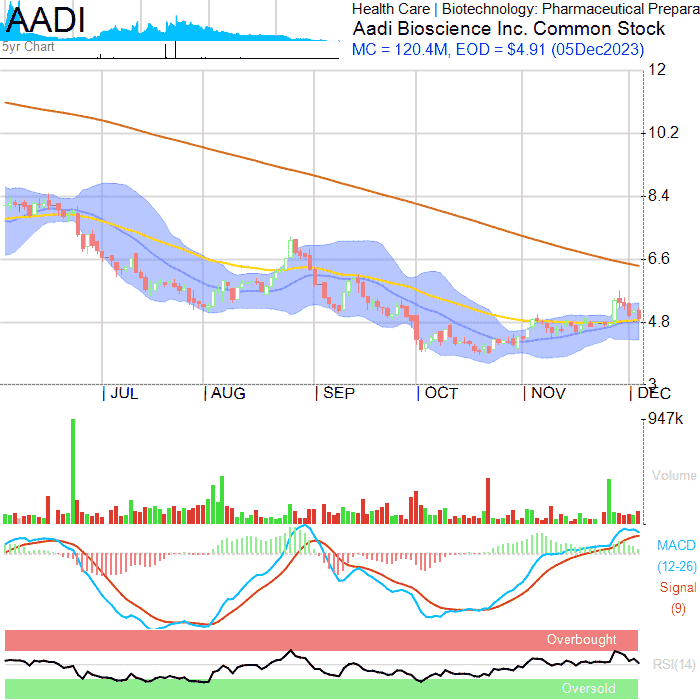 AADI
5yr Chart
Health Care | Biotechnology: Pharmaceutical Prepara
Aadi Bioscience Inc. Common Stock
MC = 120.4M, EOD = $4.91 (05Dec2023)
12
10.2
8.4
6.6
4.8
3
| JUL | AUG | SEP | OCT | NOV | DEC
947k
Volume
MACD
(12-26)
Signal
(9)
Overbought
RSI(14)
Oversold